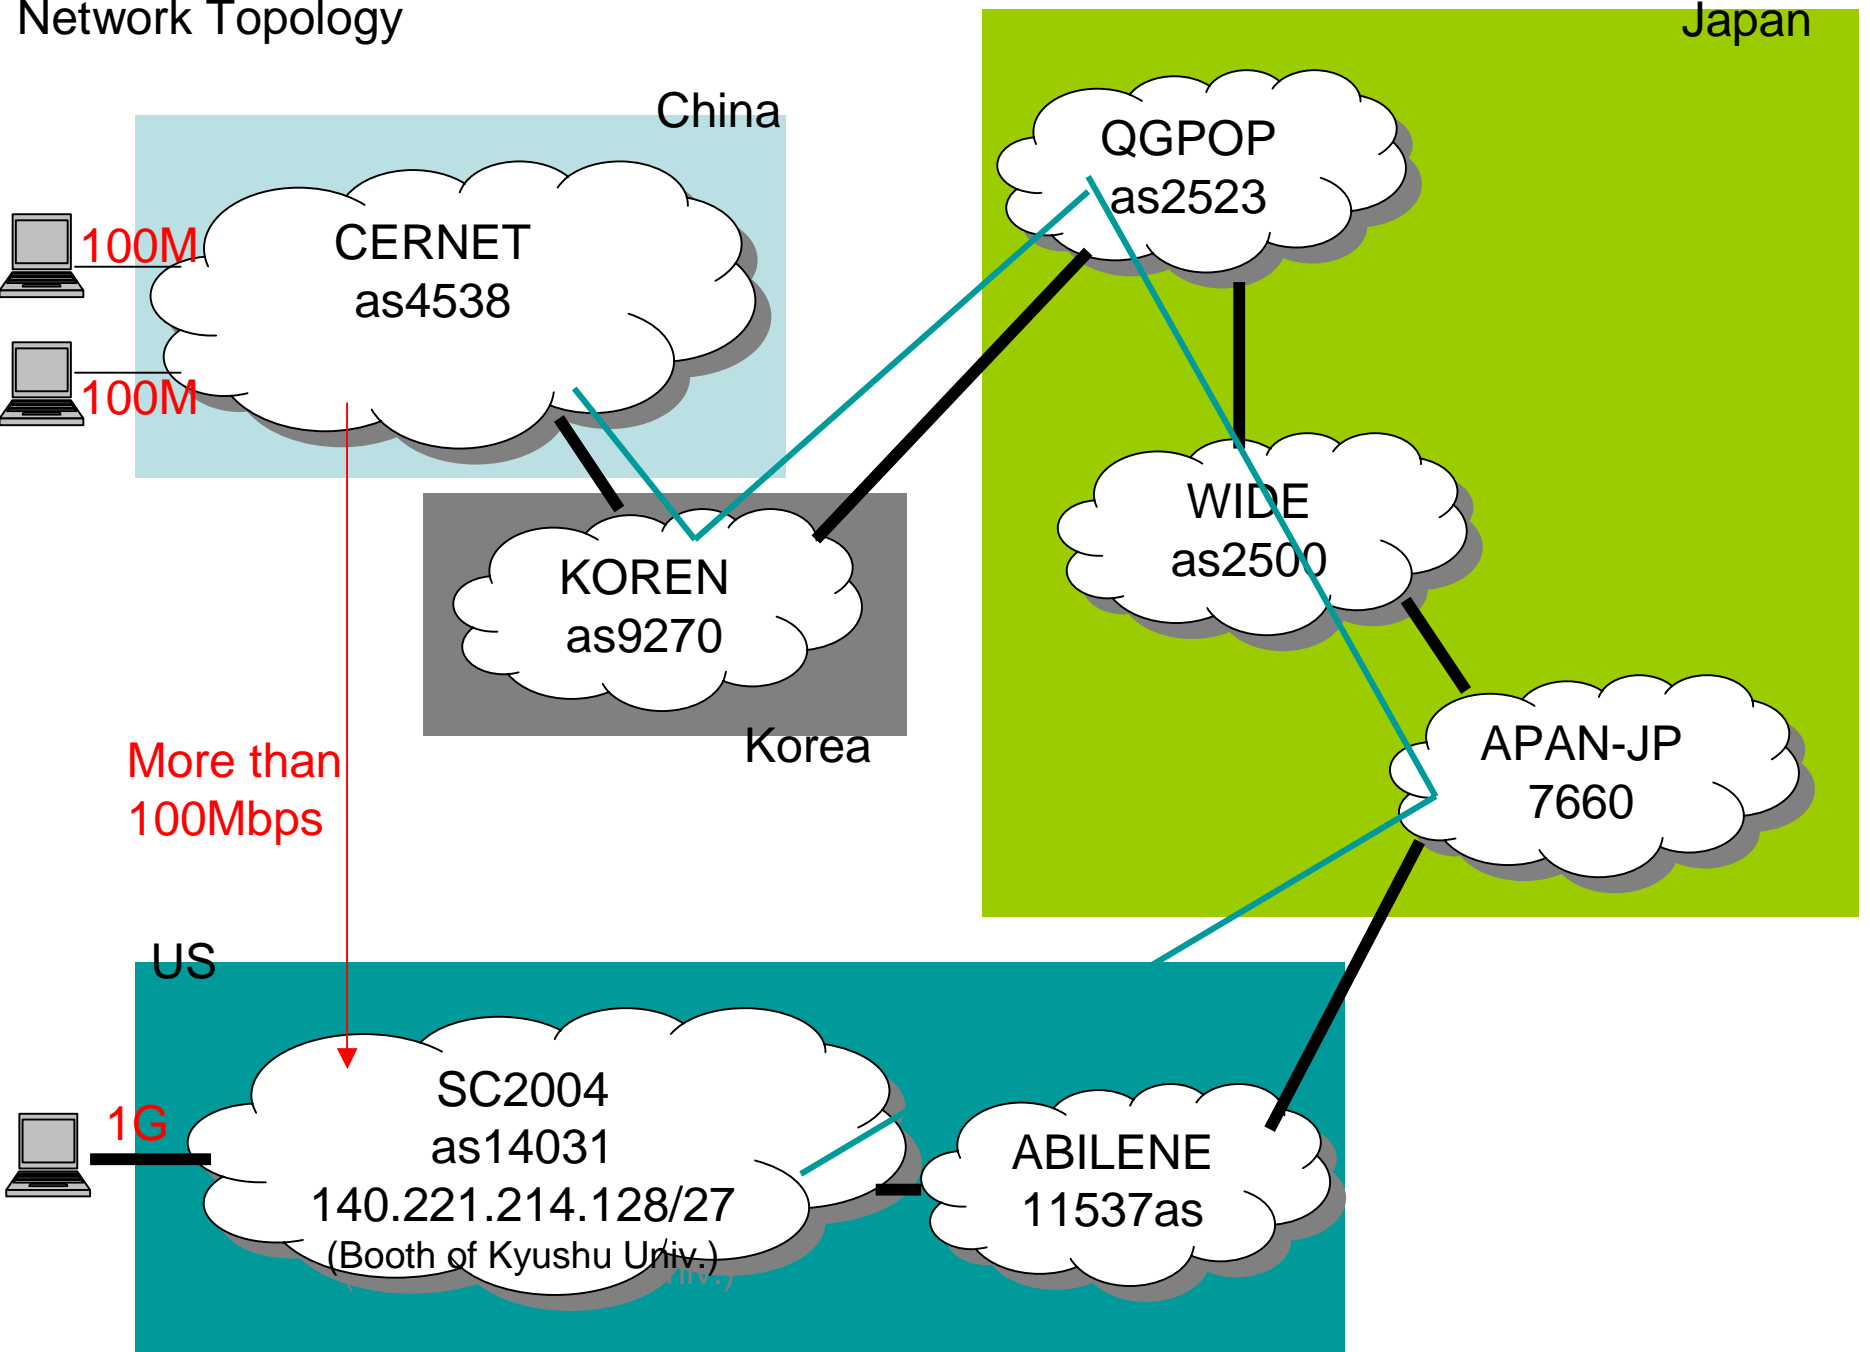 Network Topology
Japan
China
QGPOP
as2523
CERNET
as4538
100M
100M
WIDE
as2500
KOREN
as9270
Korea
APAN-JP
7660
More than
100Mbps
US
SC2004
as14031
140.221.214.128/27
(Booth of Kyushu Univ.)
1G
ABILENE
11537as